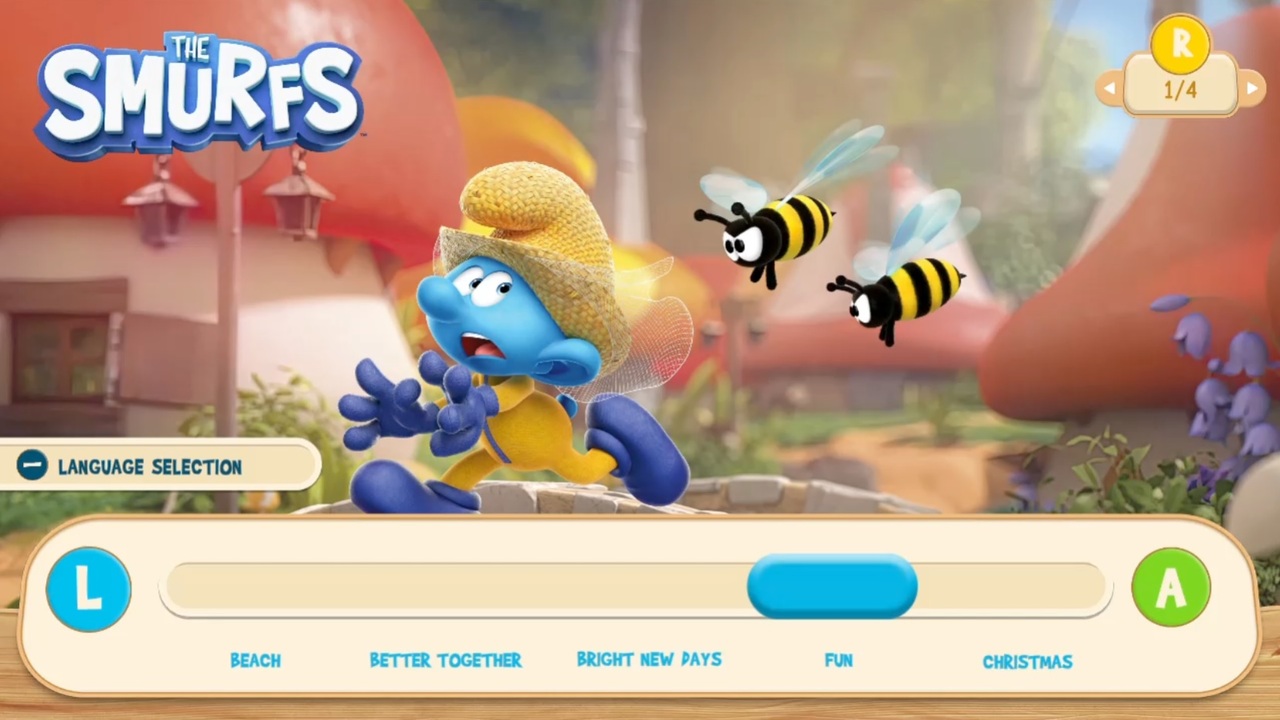 THE
SMURFS
R
1/4
LANGUAGE SELECTION
L
A
BEACH
BETTER TOGETHER
BRIGHT NEW DAYS
FUN
CHRISTMAS